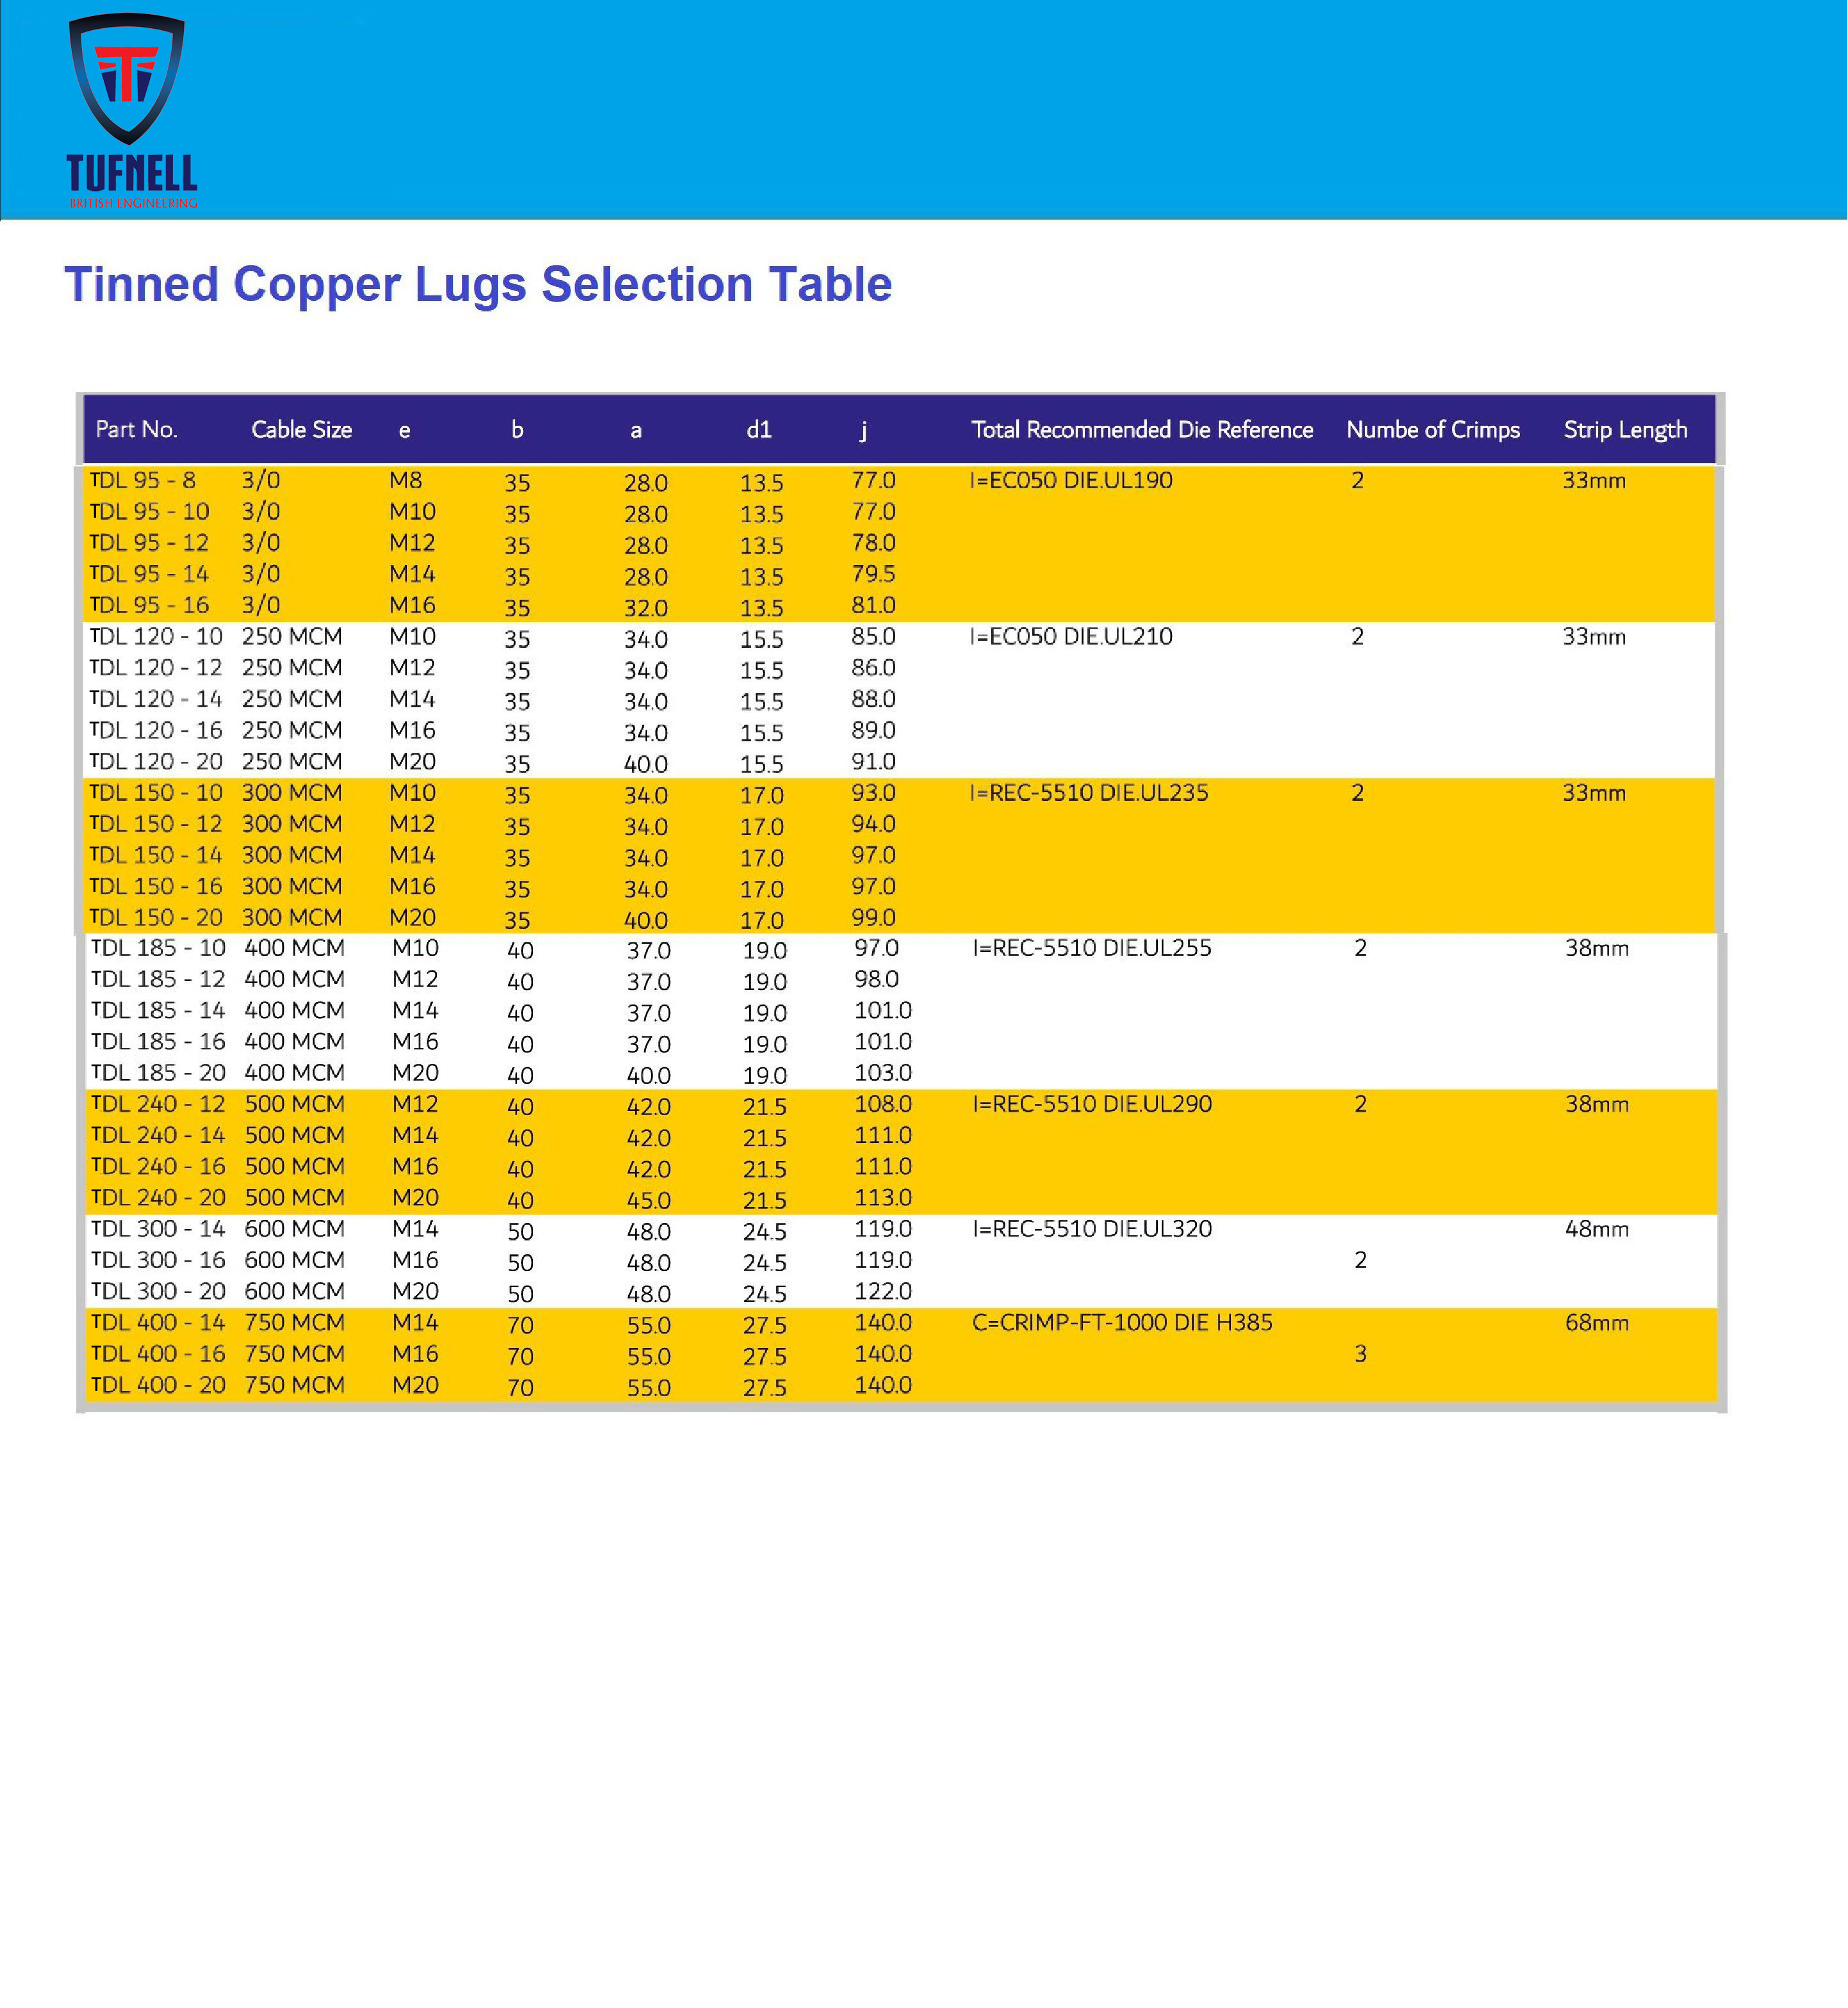 TUFNELL
BRITISH ENGINEERING
Tinned Copper Lugs Selection Table
Part No. Cable Size e b a d1 j Total Recommended Die Reference Numbe of Crimps Strip Length
TDL 95 - 8 3/0 M8 35 28.0 13.5 77.0 I=EC050 DIE.UL190 2 33mm
TDL 95 - 10 3/0 M10 35 28.0 13.5 77.0
TDL 95 - 12 3/0 M12 35 28.0 13.5 78.0
TDL 95 - 14 3/0 M14 35 28.0 13.5 79.5
TDL 95 - 16 3/0 M16 35 32.0 13.5 81.0
TDL 120 - 10 250 MCM M10 35 34.0 15.5 85.0 I=EC050 DIE.UL210 2 33mm
TDL 120 - 12 250 MCM M12 35 34.0 15.5 86.0
TDL 120 - 14 250 MCM M14 35 34.0 15.5 88.0
TDL 120 - 16 250 MCM M16 35 34.0 15.5 89.0
TDL 120 - 20 250 MCM M20 35 40.0 15.5 91.0
TDL 150 - 10 300 MCM M10 35 34.0 17.0 93.0 I=REC-5510 DIE.UL235 2 33mm
TDL 150 - 12 300 MCM M12 35 34.0 17.0 94.0
TDL 150 - 14 300 MCM M14 35 34.0 17.0 97.0
TDL 150 - 16 300 MCM M16 35 34.0 17.0 97.0
TDL 150 - 20 300 MCM M20 35 40.0 17.0 99.0
TDL 185 - 10 400 MCM M10 40 37.0 19.0 97.0 I=REC-5510 DIE.UL255 2 38mm
TDL 185 - 12 400 MCM M12 40 37.0 19.0 98.0
TDL 185 - 14 400 MCM M14 40 37.0 19.0 101.0
TDL 185 - 16 400 MCM M16 40 37.0 19.0 101.0
TDL 185 - 20 400 MCM M20 40 40.0 19.0 103.0
TDL 240 - 12 500 MCM M12 40 42.0 21.5 108.0 I=REC-5510 DIE.UL290 2 38mm
TDL 240 - 14 500 MCM M14 40 42.0 21.5 111.0
TDL 240 - 16 500 MCM M16 40 42.0 21.5 111.0
TDL 240 - 20 500 MCM M20 40 45.0 21.5 113.0
TDL 300 - 14 600 MCM M14 50 48.0 24.5 119.0 I=REC-5510 DIE.UL320 48mm
TDL 300 - 16 600 MCM M16 50 48.0 24.5 119.0 2
TDL 300 - 20 600 MCM M20 50 48.0 24.5 122.0
TDL 400 - 14 750 MCM M14 70 55.0 27.5 140.0 C=CRIMP-FT-1000 DIE H385 68mm
TDL 400 - 16 750 MCM M16 70 55.0 27.5 140.0 3
TDL 400 - 20 750 MCM M20 70 55.0 27.5 140.0